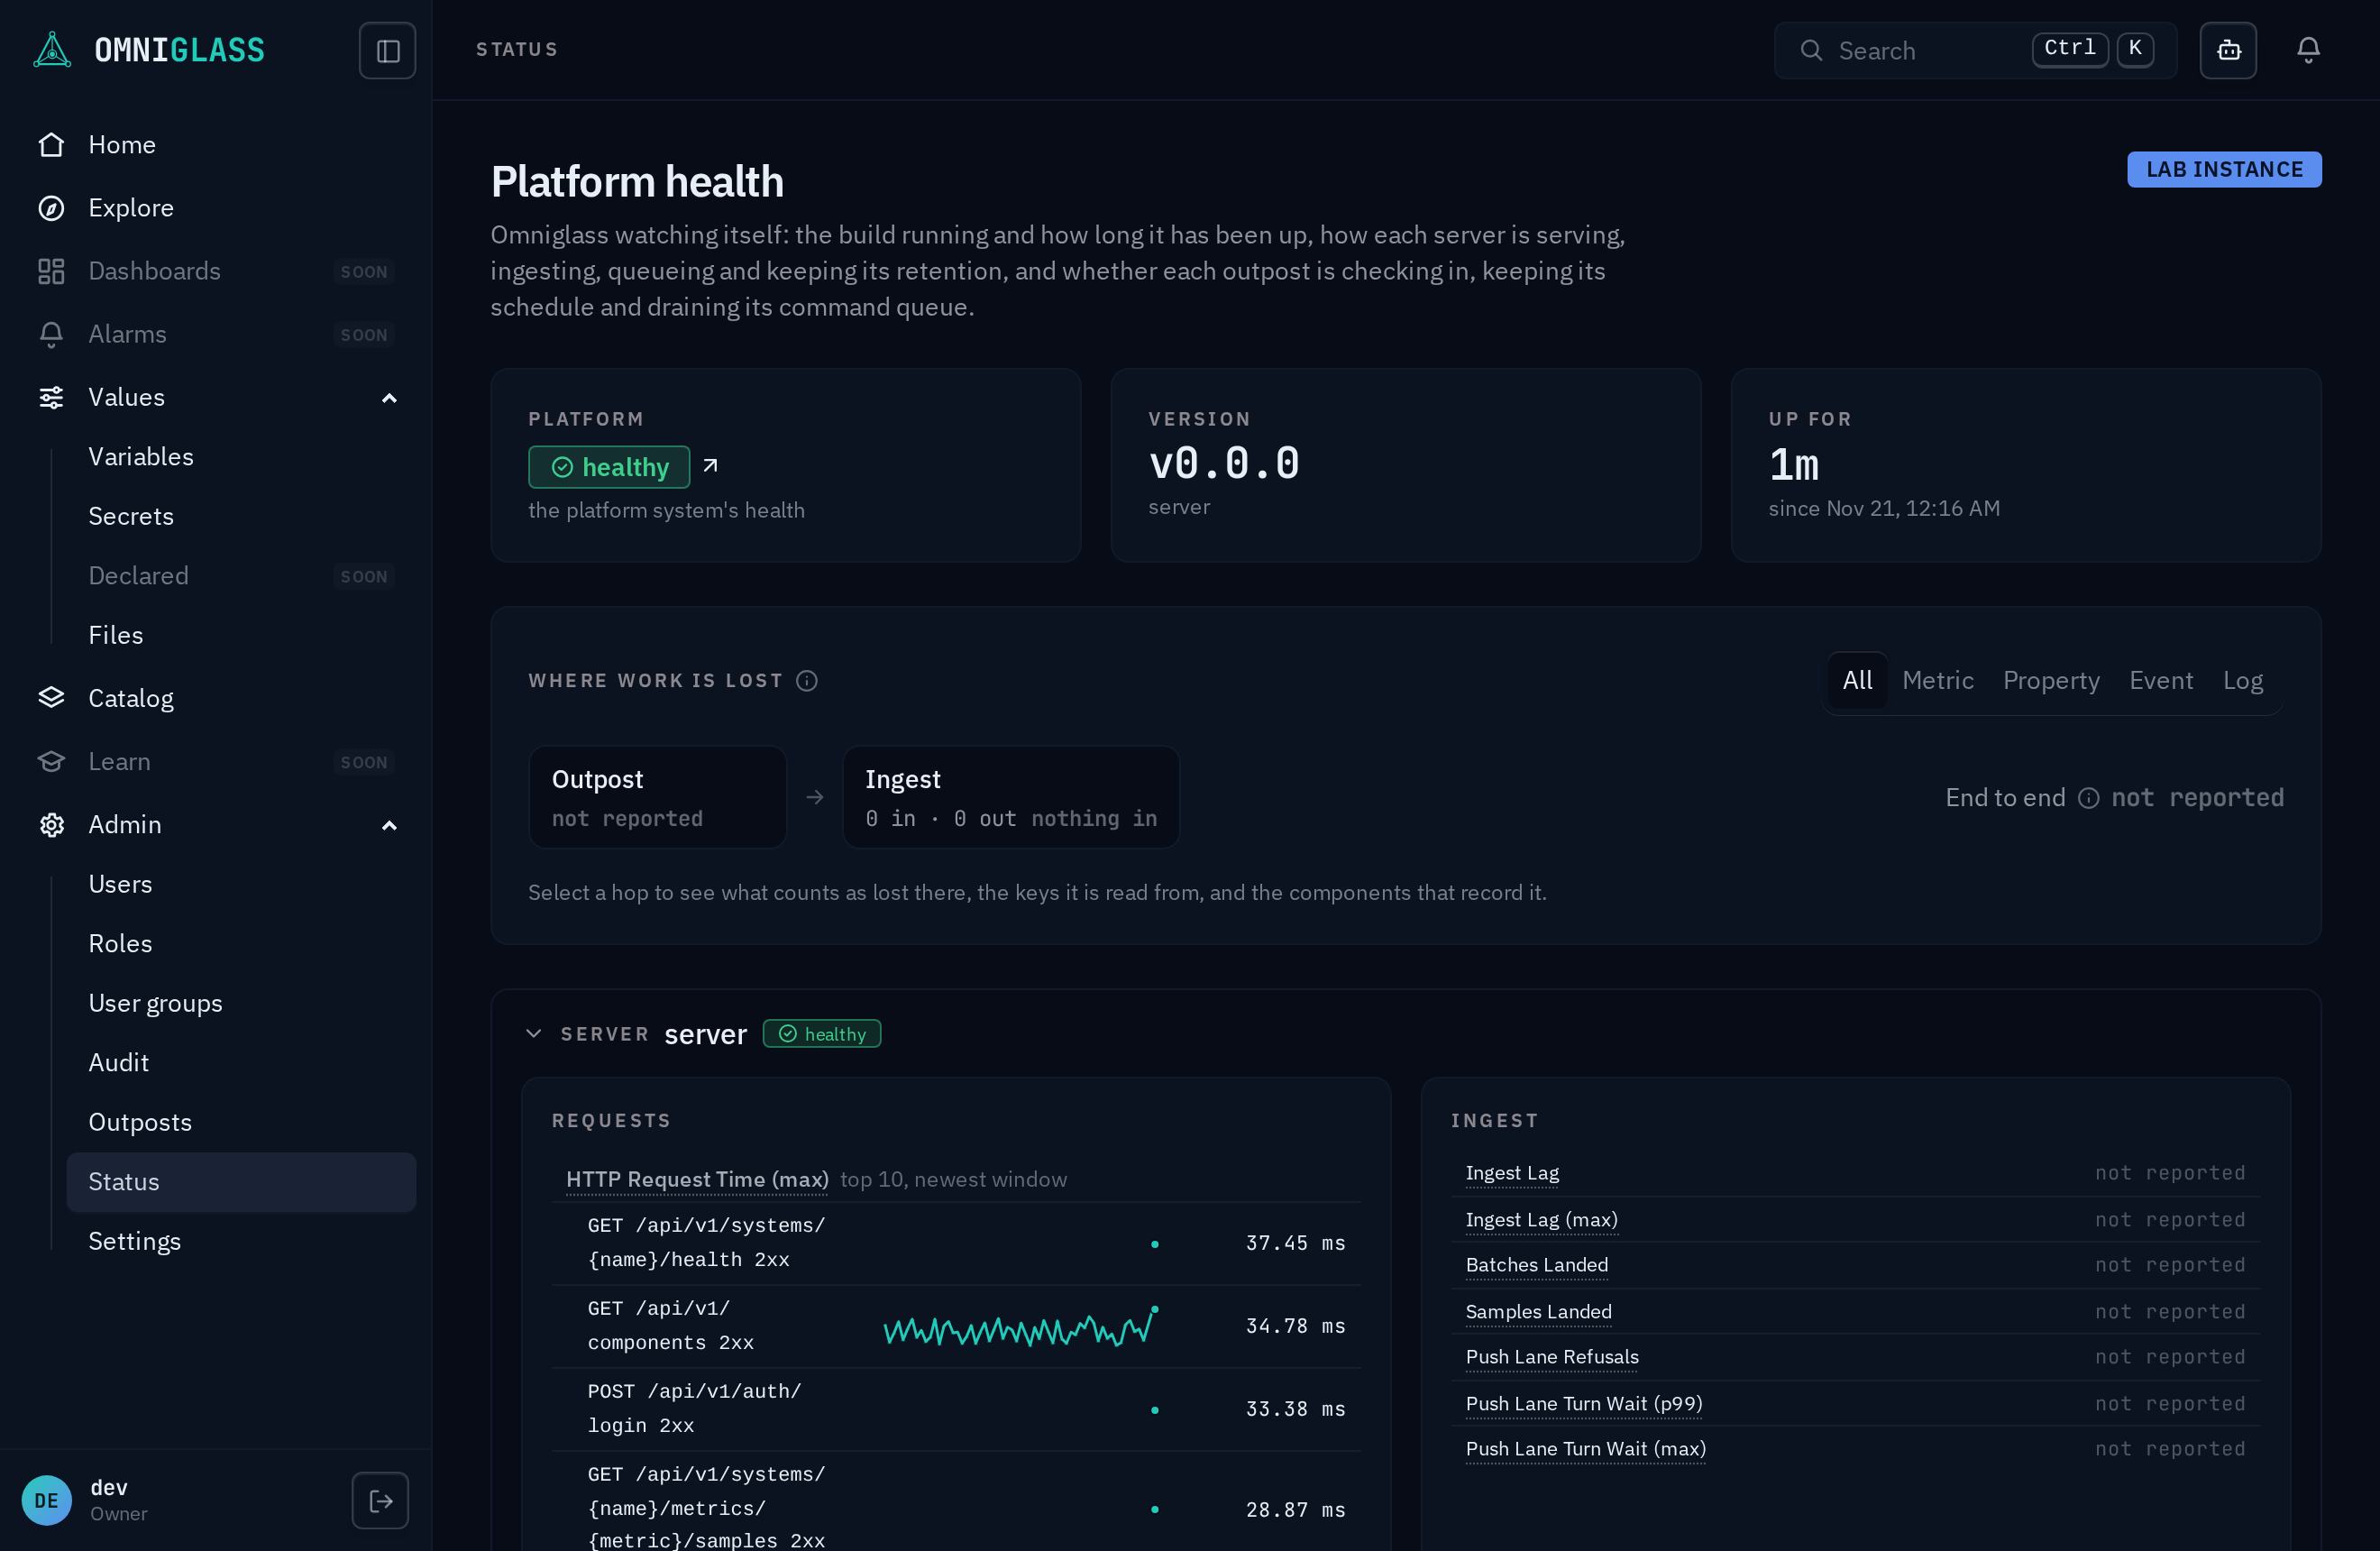 OMNIGLASS
Home
Explore
Dashboards SOON
Alarms SOON
Values
Variables
Secrets
Declared SOON
Files
Catalog
Learn SOON
Admin
Users
Roles
User groups
Audit
Outposts
Status
Settings
DE dev
Owner
STATUS
Search Ctrl K
Platform health
LAB INSTANCE
Omniglass watching itself: the build running and how long it has been up, how each server is serving,
ingesting, queueing and keeping its retention, and whether each outpost is checking in, keeping its
schedule and draining its command queue.
PLATFORM
healthy
the platform system's health
VERSION
v0.0.0
server
UP FOR
1m
since Nov 21, 12:16 AM
WHERE WORK IS LOST
All Metric Property Event Log
Outpost
not reported
Ingest
0 in · 0 out nothing in
End to end not reported
Select a hop to see what counts as lost there, the keys it is read from, and the components that record it.
SERVER server healthy
REQUESTS
HTTP Request Time (max) top 10, newest window
GET /api/v1/systems/
{name}/health 2xx
37.45 ms
GET /api/v1/
components 2xx
34.78 ms
POST /api/v1/auth/
login 2xx
33.38 ms
GET /api/v1/systems/
{name}/metrics/
{metric}/samples 2xx
28.87 ms
INGEST
Ingest Lag not reported
Ingest Lag (max) not reported
Batches Landed not reported
Samples Landed not reported
Push Lane Refusals not reported
Push Lane Turn Wait (p99) not reported
Push Lane Turn Wait (max) not reported